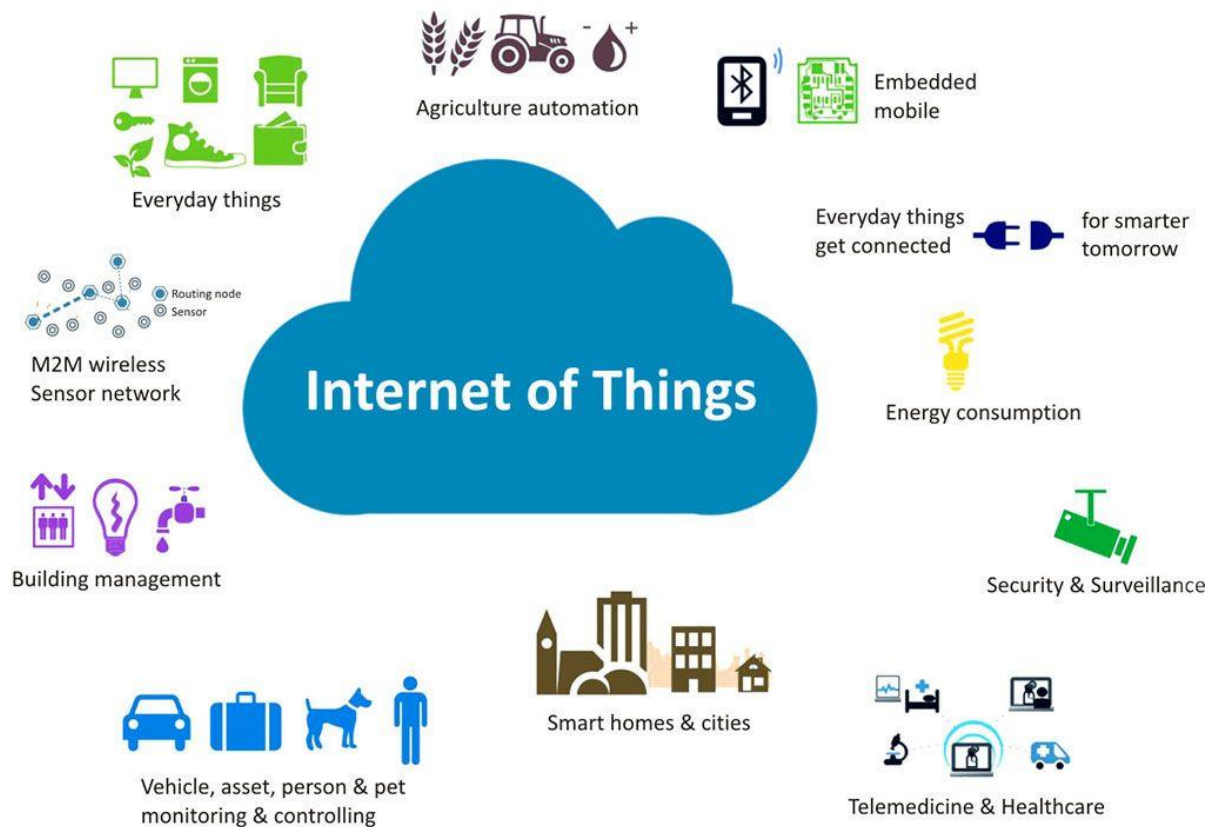 Agriculture automation
Embedded
mobile
Everyday things
Everyday things
get connected
for smarter
tomorrow
Routing node
Sensor
M2M wireless
Sensor network
Internet of Things
Energy consumption
Building management
Security & Surveillance
Smart homes & cities
Vehicle, asset, person & pet
monitoring & controlling
Telemedicine & Healthcare